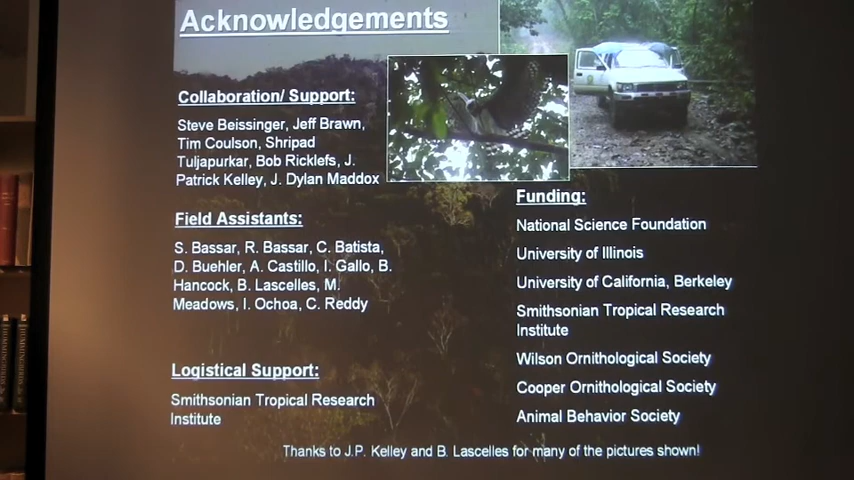 Acknowledgements
Collaboration/ Support:
Steve Beissinger, Jeff Brawn,
Tim Coulson, Shripad
Tuljapurkar, Bob Ricklefs, J.
Patrick Kelley, J. Dylan Maddox
Field Assistants:
S. Bassar, R. Bassar, C. Batista,
D. Buehler, A. Castillo, I. Gallo, B.
Hancock, B. Lascelles, M.
Meadows, I. Ochoa, C. Reddy
Logistical Support:
Smithsonian Tropical Research
Institute
Funding:
National Science Foundation
University of Illinois
University of California, Berkeley
Smithsonian Tropical Research
Institute
Wilson Ornithological Society
Cooper Ornithological Society
Animal Behavior Society
Thanks to J.P. Kelley and B. Lascelles for many of the pictures shown!